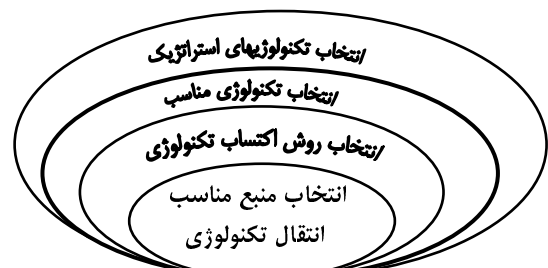 انتخاب تکنولوژیهای استراتژیک
انتخاب تکنولوژی مناسب
انتخاب روش اکتساب تکنولوژی
انتخاب منبع مناسب
انتقال تکنولوژی